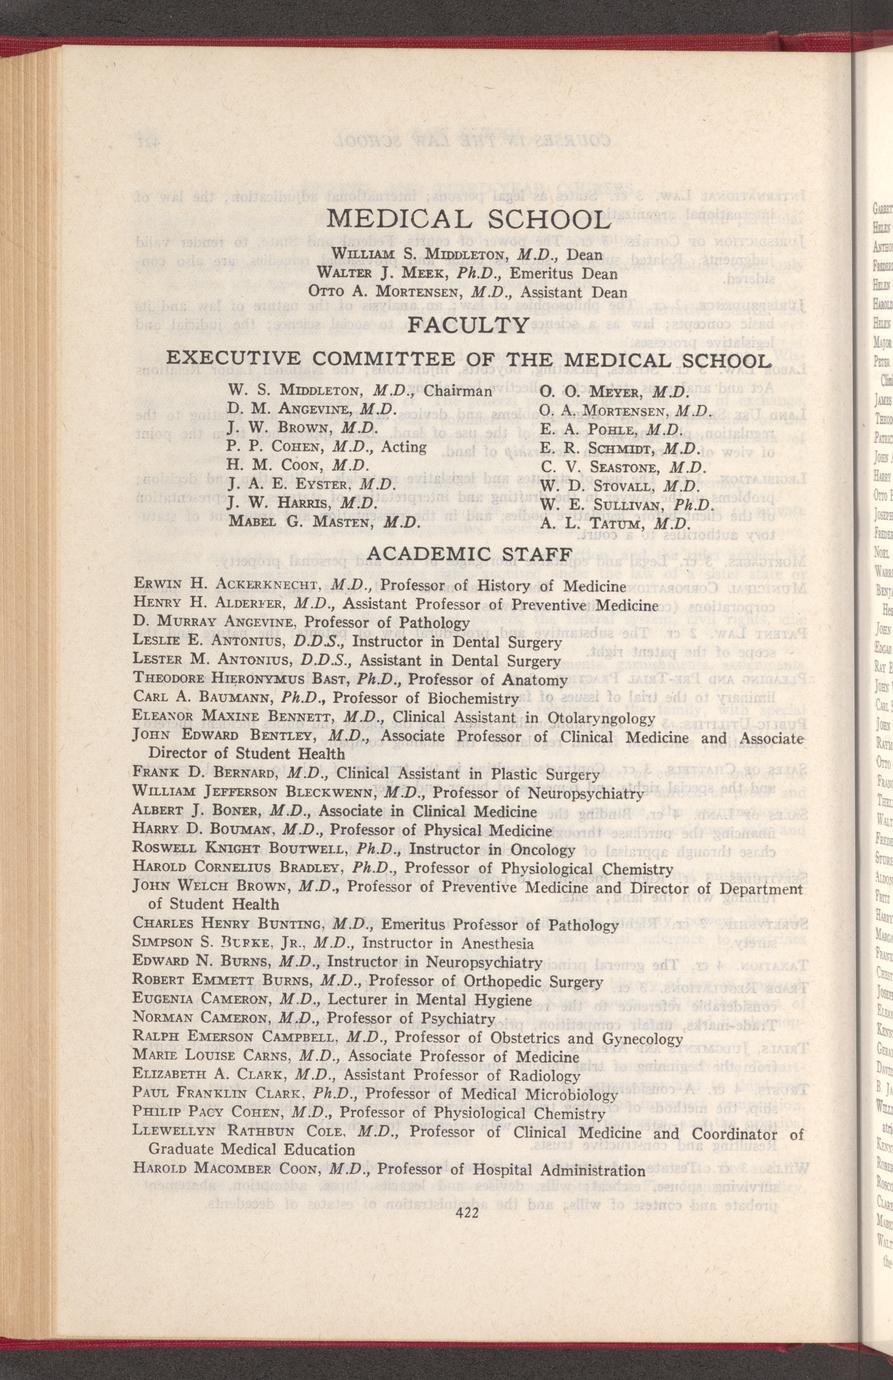 MEDICAL SCHOOL
WILLIAM S. MIDDLETON, M.D., Dean
WALTER J. MEEK, Ph.D., Emeritus Dean
OTTO A. MORTENSEN, M.D., Assistant Dean
FACULTY
EXECUTIVE COMMITTEE OF THE MEDICAL SCHOOL
W. S. MIDDLETON, M.D., Chairman
D. M. ANGEVINE, M.D.
J. W. BROWN, M.D.
P. P. COHEN, M.D., Acting
H. M. COON, M.D.
J. A. E. EYSTER, M.D.
J. W. HARRIS, M.D.
MABEL G. MASTEN, M.D.
O. O. MEYER, M.D.
O. A. MORTENSEN, M.D.
E. A. POHLE, M.D.
E. R. SCHMIDT, M.D.
C. V. SEASTONE, M.D.
W. D. STOVALL, M.D.
W. E. SULLIVAN, Ph.D.
A. L. TATUM, M.D.
ACADEMIC STAFF
ERWIN H. ACKERKNECHT, M.D., Professor of History of Medicine
HENRY H. ALDERFER, M.D., Assistant Professor of Preventive Medicine
D. MURRAY ANGEVINE, Professor of Pathology
LESLIE E. ANTONIUS, D.D.S., Instructor in Dental Surgery
LESTER M. ANTONIUS, D.D.S., Assistant in Dental Surgery
THEODORE HIERONYMUS BAST, Ph.D., Professor of Anatomy
CARL A. BAUMANN, Ph.D., Professor of Biochemistry
ELEANOR MAXINE BENNETT, M.D., Clinical Assistant in Otolaryngology
JOHN EDWARD BENTLEY, M.D., Associate Professor of Clinical Medicine and Associate
Director of Student Health
FRANK D. BERNARD, M.D., Clinical Assistant in Plastic Surgery
WILLIAM JEFFERSON BLECKWENN, M.D., Professor of Neuropsychiatry
ALBERT J. BONER, M.D., Associate in Clinical Medicine
HARRY D. BOUMAN, M.D., Professor of Physical Medicine
ROSWELL KNIGHT BOUTWELL, Ph.D., Instructor in Oncology
HAROLD CORNELIUS BRADLEY, Ph.D., Professor of Physiological Chemistry
JOHN WELCH BROWN, M.D., Professor of Preventive Medicine and Director of Department
of Student Health
CHARLES HENRY BUNTING, M.D., Emeritus Professor of Pathology
SIMPSON S. BURKE, JR., M.D., Instructor in Anesthesia
EDWARD N. BURNS, M.D., Instructor in Neuropsychiatry
ROBERT EMMETT BURNS, M.D., Professor of Orthopedic Surgery
EUGENIA CAMERON, M.D., Lecturer in Mental Hygiene
NORMAN CAMERON, M.D., Professor of Psychiatry
RALPH EMERSON CAMPBELL, M.D., Professor of Obstetrics and Gynecology
MARIE LOUISE CARNS, M.D., Associate Professor of Medicine
ELIZABETH A. CLARK, M.D., Assistant Professor of Radiology
PAUL FRANKLIN CLARK, Ph.D., Professor of Medical Microbiology
PHILIP PACY COHEN, M.D., Professor of Physiological Chemistry
LLEWELLYN RATHBUN COLE, M.D., Professor of Clinical Medicine and Coordinator of
Graduate Medical Education
HAROLD MACOMBER COON, M.D., Professor of Hospital Administration
422